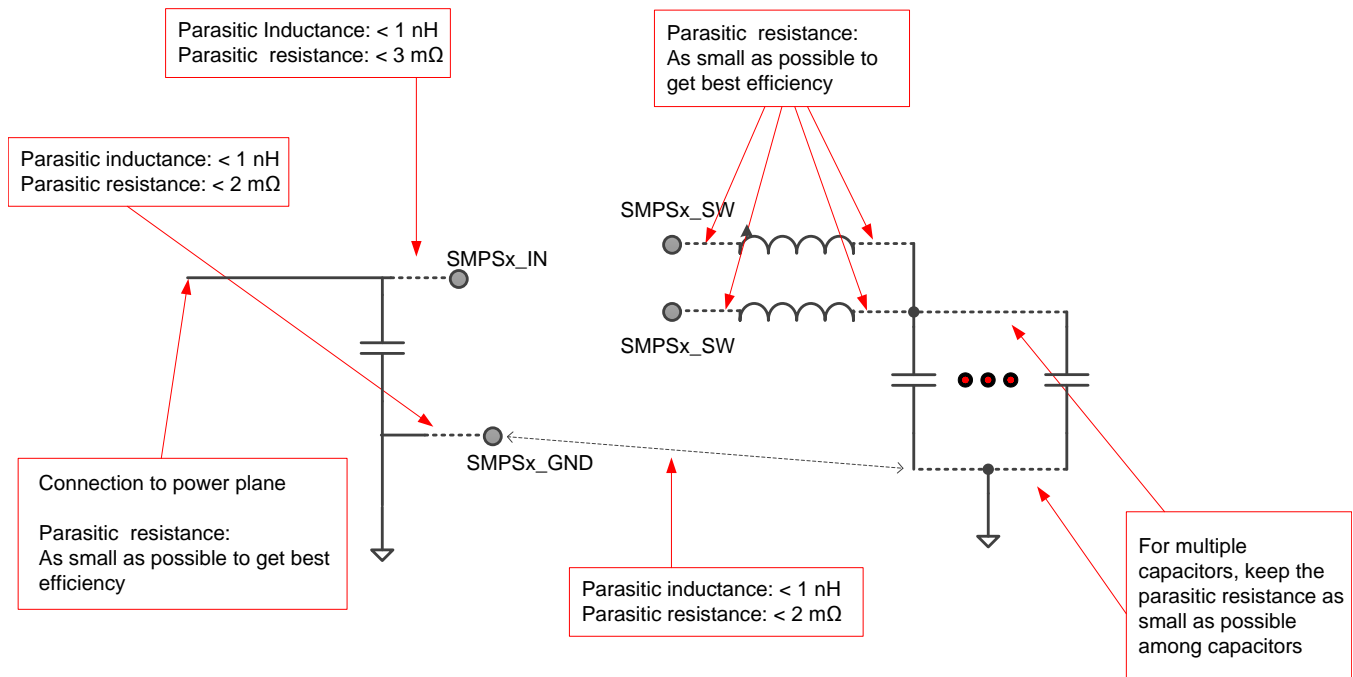 Parasitic Inductance: < 1 nH
Parasitic resistance: < 3 mΩ
Parasitic resistance:
As small as possible to
get best efficiency
Parasitic inductance: < 1 nH
Parasitic resistance: < 2 mΩ
SMPSx_SW
SMPSx_IN
SMPSx_SW
SMPSx_GND
Connection to power plane
Parasitic resistance:
As small as possible to get best
efficiency
Parasitic inductance: < 1 nH
Parasitic resistance: < 2 mΩ
For multiple
capacitors, keep the
parasitic resistance as
small as possible
among capacitors